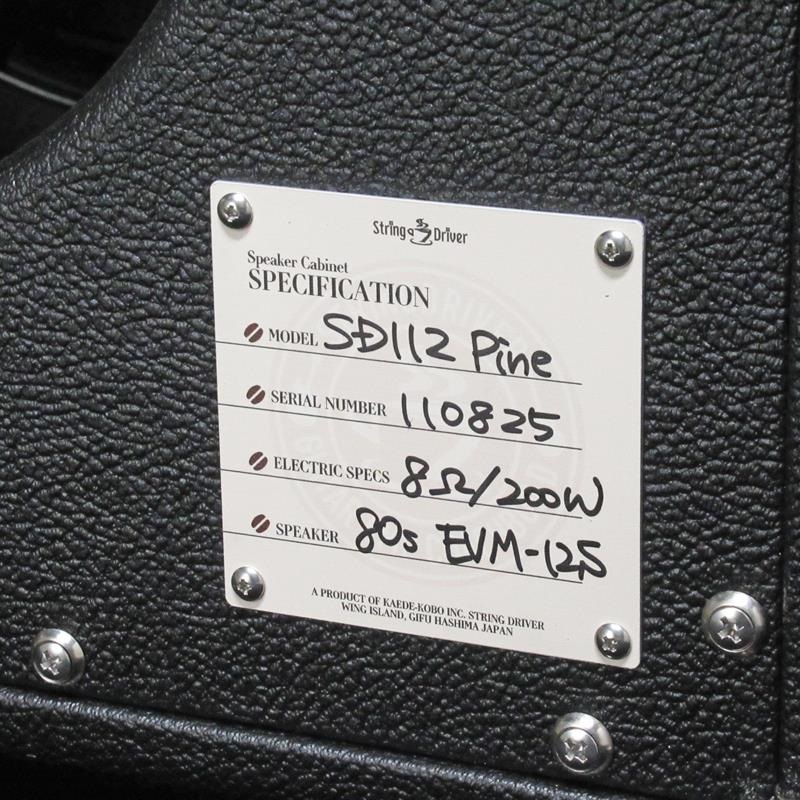 String Driver
Speaker Cabinet
SPECIFICATION
MODEL SD112 Pine
SERIAL NUMBER 110825
ELECTRIC SPECS 8Ω/200W
SPEAKER 80s EVM-12S
A PRODUCT OF KAEDE-KOBO INC. STRING DRIVER
WING ISLAND, GIFU HASHIMA JAPAN